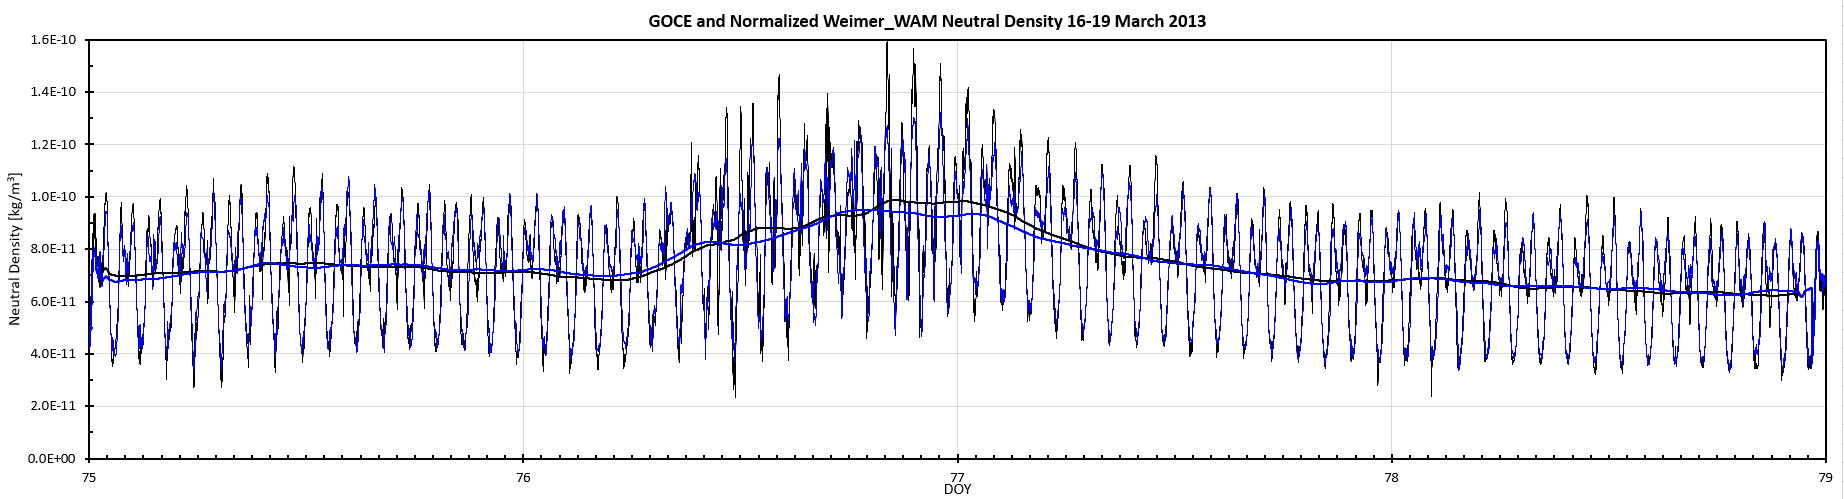 GOCE and Normalized Weimer_WAM Neutral Density 16-19 March 2013
Neutral Density [kg/m³]
1.6E-10
1.4E-10
1.2E-10
1.0E-10
8.0E-11
6.0E-11
4.0E-11
2.0E-11
0.0E+00
75
76
77
78
79
DOY